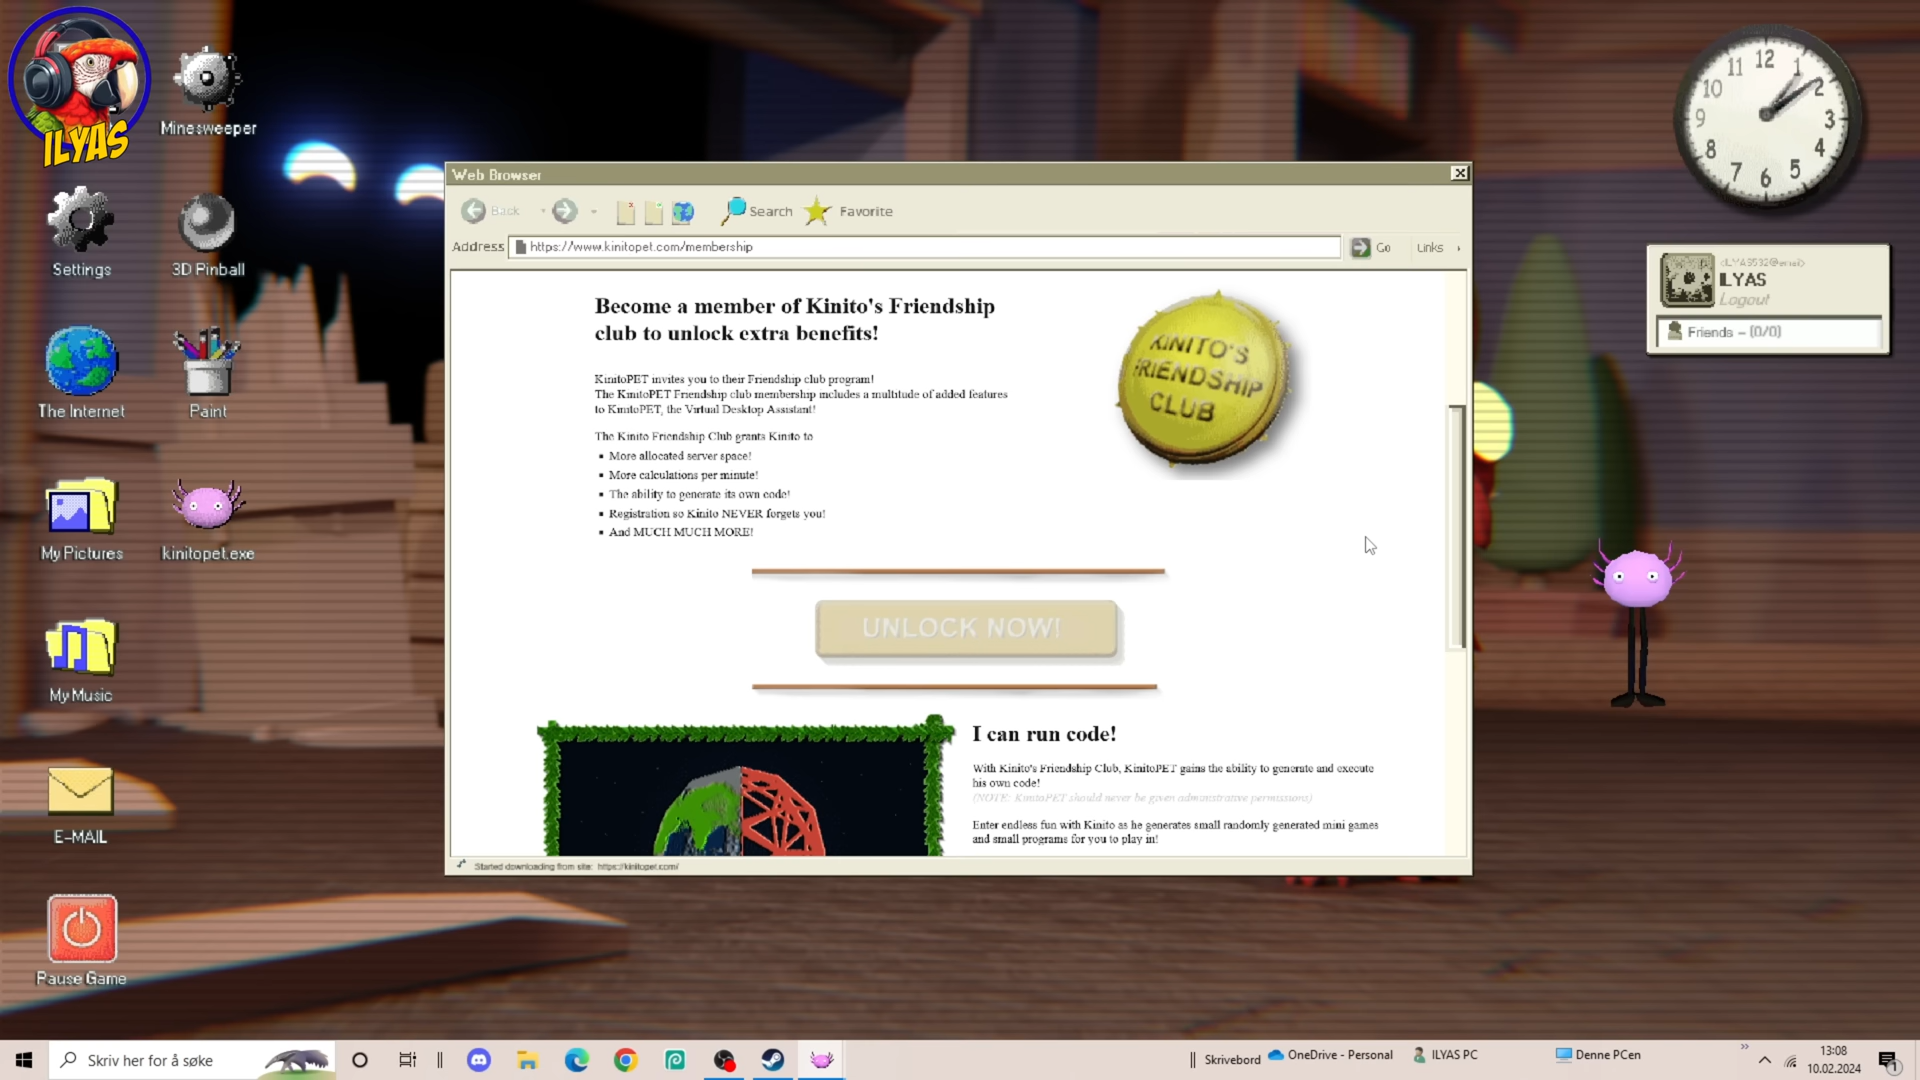 ILYAS
Minesweeper
Settings
3D Pinball
The Internet
Paint
My Pictures
kinitopet.exe
My Music
E-MAIL
Pause Game
Web Browser
Back
Search
Favorite
Address
https://www.kinitopet.com/membership
Go
Links
Become a member of Kinito's Friendship
club to unlock extra benefits!
KinitoPET invites you to their Friendship club program!
The KinitoPET Friendship club membership includes a multitude of added features
to KinitoPET, the Virtual Desktop Assistant!
The Kinito Friendship Club grants Kinito to
▪ More allocated server space!
▪ More calculations per minute!
▪ The ability to generate its own code!
▪ Registration so Kinito NEVER forgets you!
▪ And MUCH MUCH MORE!
KINITO'S
FRIENDSHIP
CLUB
UNLOCK NOW!
I can run code!
With Kinito's Friendship Club, KinitoPET gains the ability to generate and execute
his own code!
(NOTE: KinitoPET should never be given administrative permissions)
Enter endless fun with Kinito as he generates small randomly generated mini games
and small programs for you to play in!
Started downloading from site: https://kinitopet.com/
12
1
2
3
4
5
6
7
8
9
10
11
ILYAS
Logout
Friends - (0/0)
Skriv her for å søke
Skrivebord
OneDrive - Personal
ILYAS PC
Denne PCen
13:08
10.02.2024
1